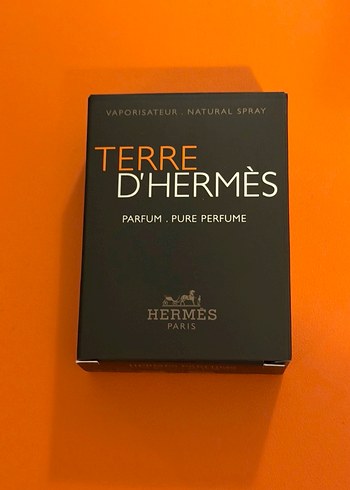 VAPORISATEUR . NATURAL SPRAY
TERRE
D'HERMÈS
PARFUM . PURE PERFUME
HERMÈS
PARIS